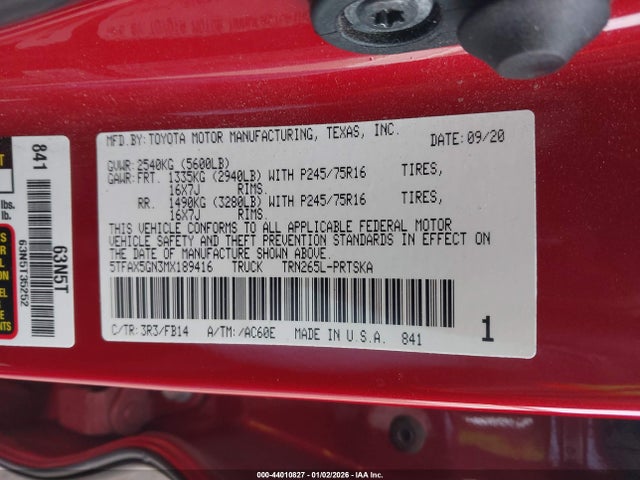 MFD.BY:TOYOTA MOTOR MANUFACTURING, TEXAS, INC. DATE:09/20
GVWR:2540KG (5600LB)
GAWR:FRT. 1335KG (2940LB) WITH P245/75R16 TIRES,
16X7J RIMS.
RR. 1490KG (3280LB) WITH P245/75R16 TIRES,
16X7J RIMS.
THIS VEHICLE CONFORMS TO ALL APPLICABLE FEDERAL MOTOR
VEHICLE SAFETY AND THEFT PREVENTION STANDARDS IN EFFECT ON
THE DATE OF MANUFACTURE SHOWN ABOVE.
5TFAX5GN3MX189416 TRUCK TRN265L-PRTSKA
C/TR:3R3/FB14 A/TM:/AC60E MADE IN U.S.A. 841 1
841
63N5T
63N5T35252
lbs.
lb.
000-44010827 - 01/02/2026 - IAAI, Inc.